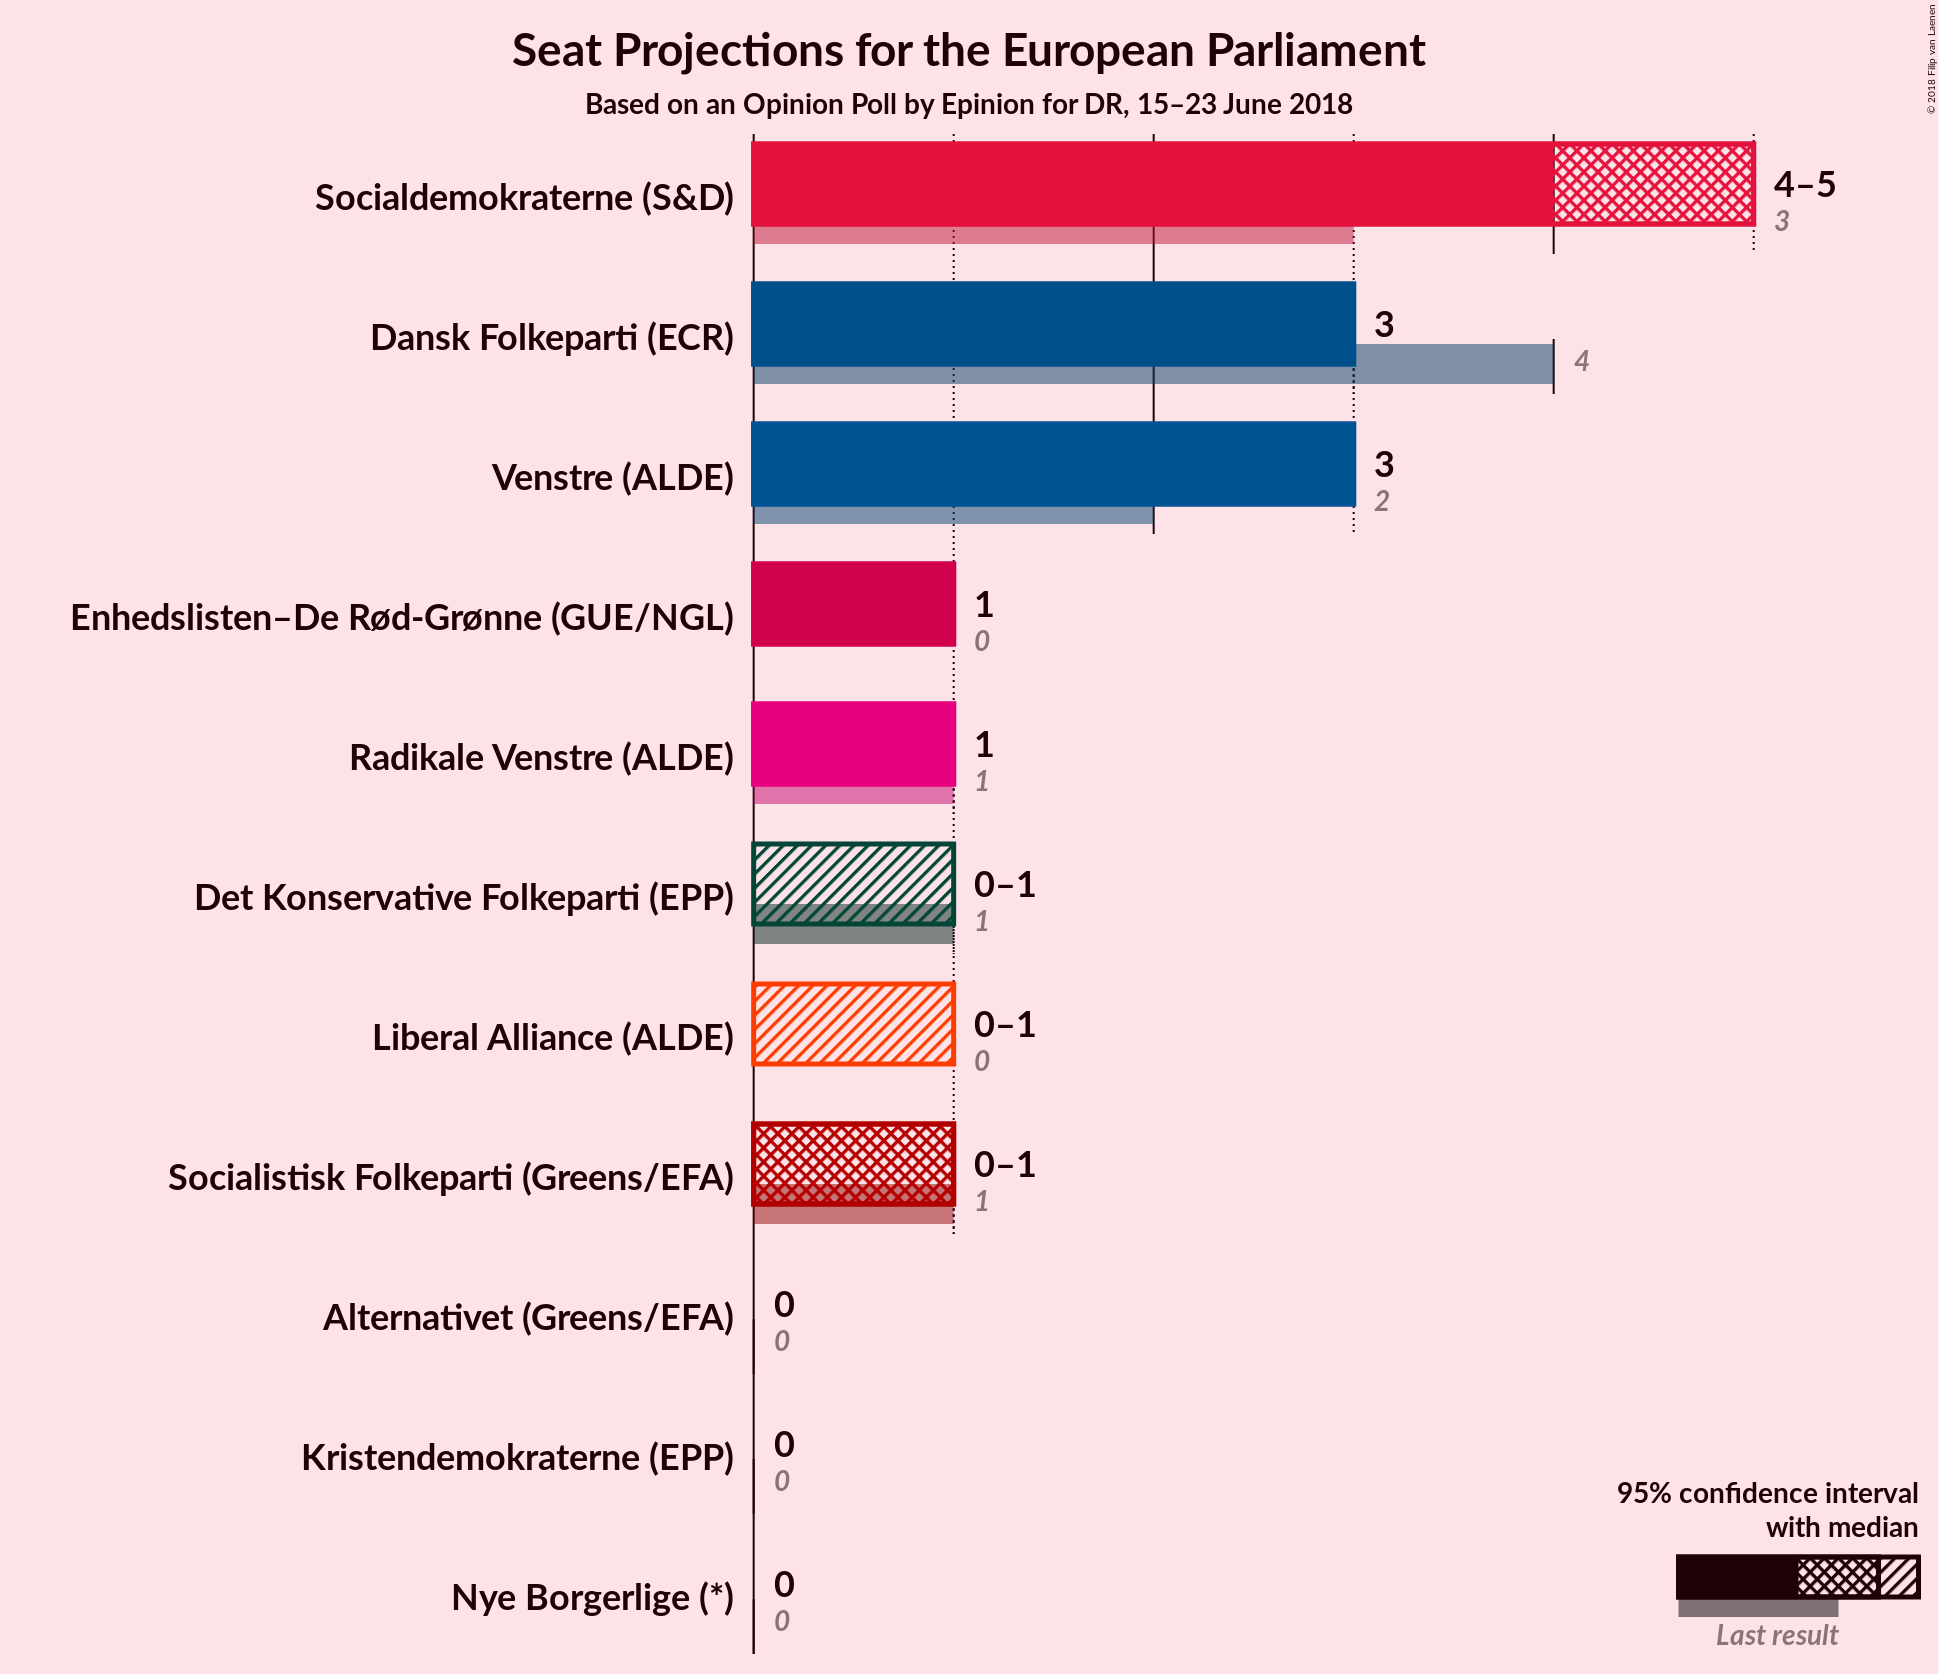 Seat Projections for the European Parliament
Based on an Opinion Poll by Epinion for DR, 15–23 June 2018
© 2018 Filip van Laenen
Socialdemokraterne (S&D)
4–5
3
Dansk Folkeparti (ECR)
3
4
Venstre (ALDE)
3
2
Enhedslisten–De Rød-Grønne (GUE/NGL)
1
0
Radikale Venstre (ALDE)
1
1
Det Konservative Folkeparti (EPP)
0–1
1
Liberal Alliance (ALDE)
0–1
0
Socialistisk Folkeparti (Greens/EFA)
0–1
1
Alternativet (Greens/EFA)
0
0
Kristendemokraterne (EPP)
0
0
Nye Borgerlige (*)
0
0
95% confidence interval
with median
Last result